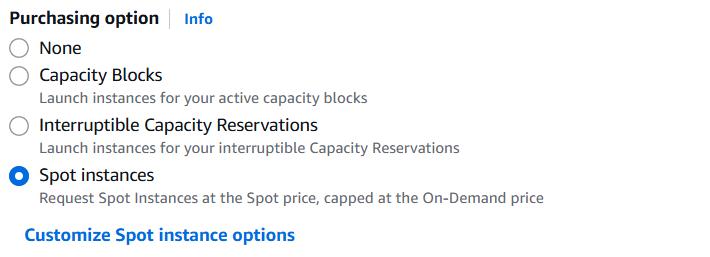 Purchasing option Info
None
Capacity Blocks
Launch instances for your active capacity blocks
Interruptible Capacity Reservations
Launch instances for your interruptible Capacity Reservations
Spot instances
Request Spot Instances at the Spot price, capped at the On-Demand price
Customize Spot instance options